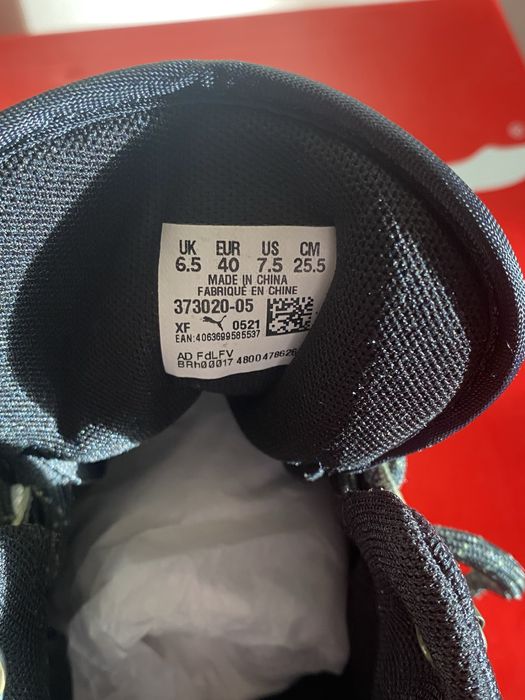 UK EUR US CM
6.5 40 7.5 25.5
MADE IN CHINA
FABRIQUÉ EN CHINE
373020-05
XF 0521
EAN:4063699585537
AD FdLFV
BRh00017 480047862